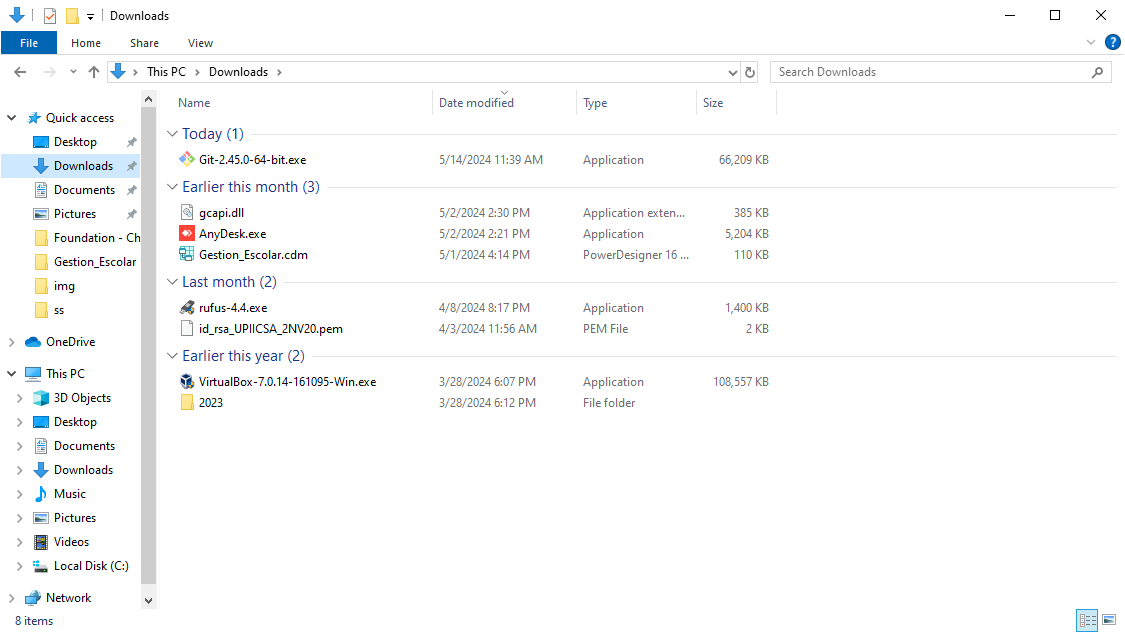 Downloads
File Home Share View
This PC Downloads
Search Downloads
Quick access
Desktop
Downloads
Documents
Pictures
Foundation - Ch
Gestion_Escolar
img
ss
OneDrive
This PC
3D Objects
Desktop
Documents
Downloads
Music
Pictures
Videos
Local Disk (C:)
Network
Name Date modified Type Size
Today (1)
Git-2.45.0-64-bit.exe 5/14/2024 11:39 AM Application 66,209 KB
Earlier this month (3)
gcapi.dll 5/2/2024 2:30 PM Application exten... 385 KB
AnyDesk.exe 5/2/2024 2:21 PM Application 5,204 KB
Gestion_Escolar.cdm 5/1/2024 4:14 PM PowerDesigner 16 ... 110 KB
Last month (2)
rufus-4.4.exe 4/8/2024 8:17 PM Application 1,400 KB
id_rsa_UPIICSA_2NV20.pem 4/3/2024 11:56 AM PEM File 2 KB
Earlier this year (2)
VirtualBox-7.0.14-161095-Win.exe 3/28/2024 6:07 PM Application 108,557 KB
2023 3/28/2024 6:12 PM File folder
8 items